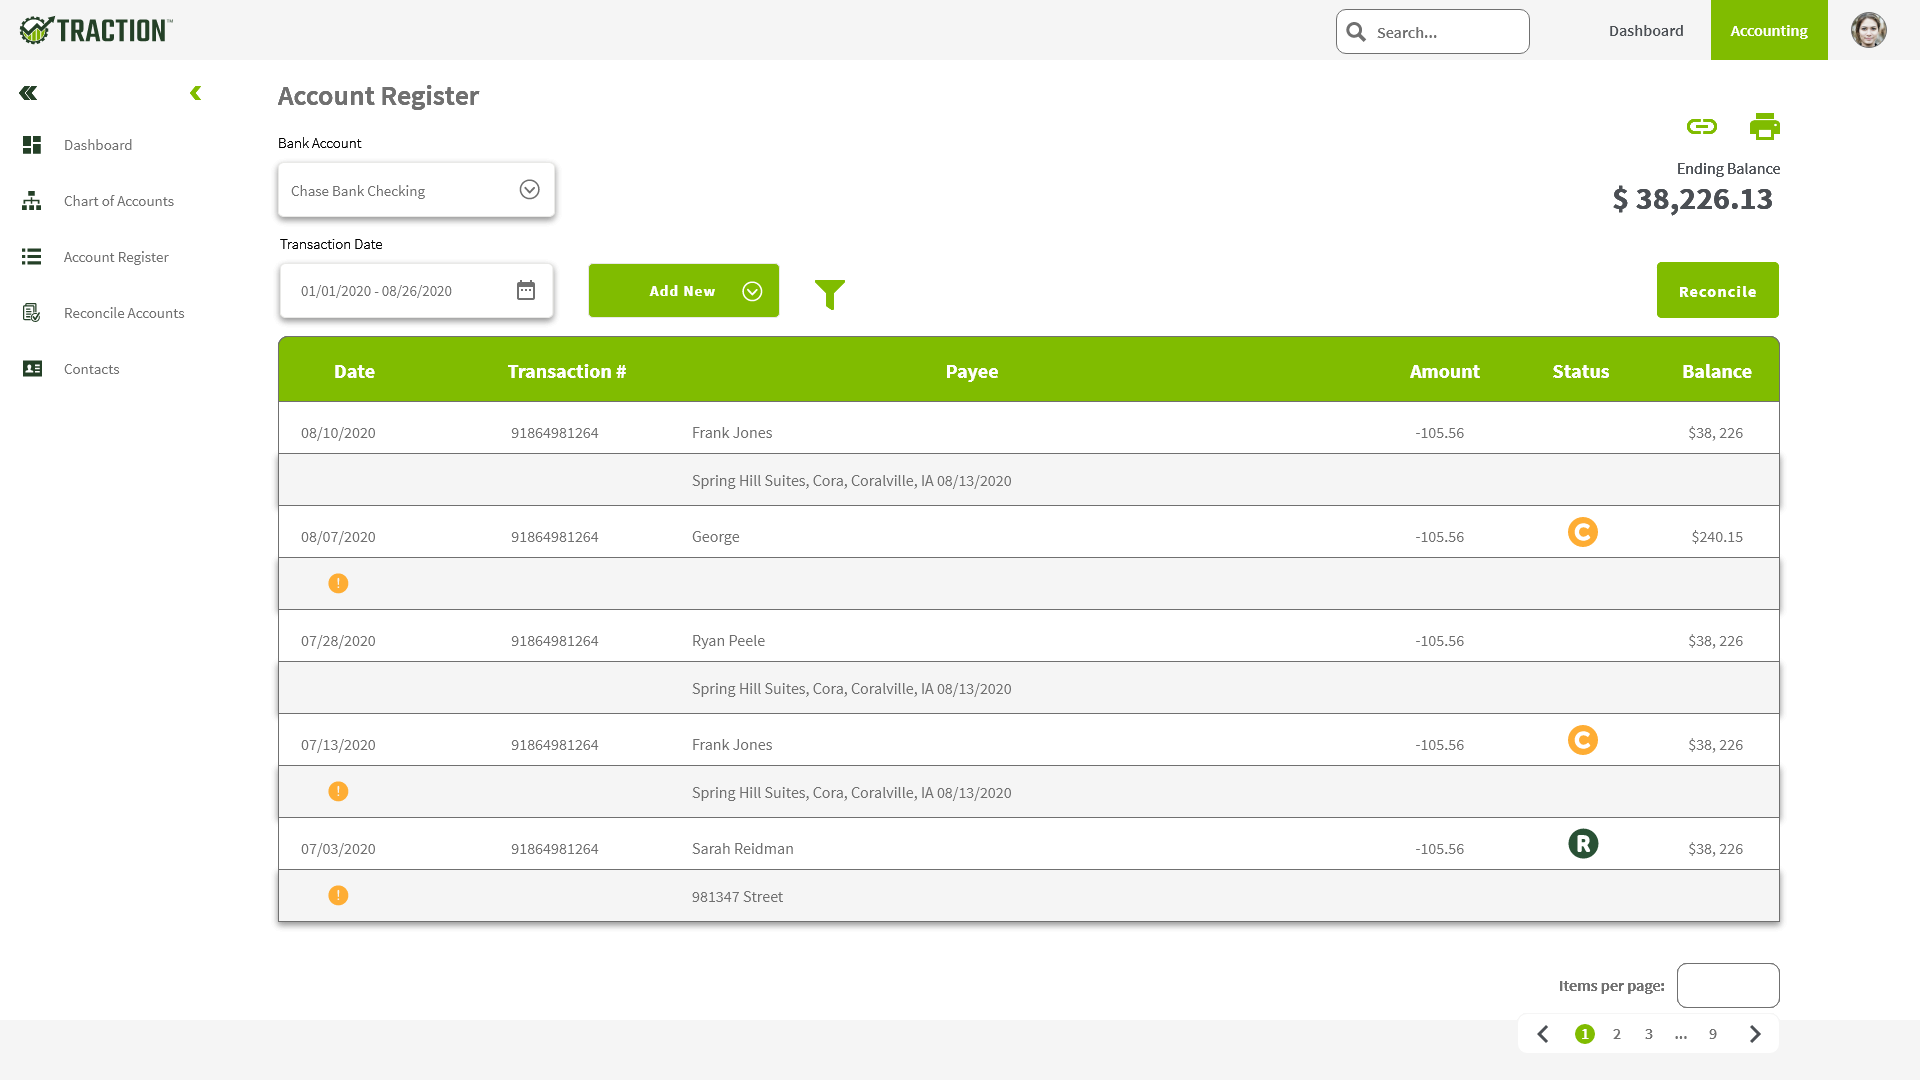 TRACTION™
Search...
Dashboard
Accounting
Dashboard
Chart of Accounts
Account Register
Reconcile Accounts
Contacts
Account Register
Bank Account
Chase Bank Checking
Ending Balance
$ 38,226.13
Transaction Date
01/01/2020 - 08/26/2020
Add New
Reconcile
Date Transaction # Payee Amount Status Balance
08/10/2020 91864981264 Frank Jones -105.56 $38, 226
Spring Hill Suites, Cora, Coralville, IA 08/13/2020
08/07/2020 91864981264 George -105.56 C $240.15
!
07/28/2020 91864981264 Ryan Peele -105.56 $38, 226
Spring Hill Suites, Cora, Coralville, IA 08/13/2020
07/13/2020 91864981264 Frank Jones -105.56 C $38, 226
! Spring Hill Suites, Cora, Coralville, IA 08/13/2020
07/03/2020 91864981264 Sarah Reidman -105.56 R $38, 226
! 981347 Street
Items per page:
1 2 3 ... 9